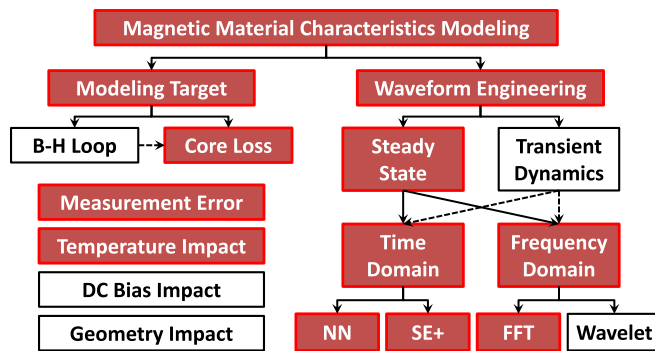 Magnetic Material Characteristics Modeling
Modeling Target
Waveform Engineering
B-H Loop
Core Loss
Steady
State
Transient
Dynamics
Measurement Error
Temperature Impact
DC Bias Impact
Geometry Impact
Time
Domain
Frequency
Domain
NN
SE+
FFT
Wavelet